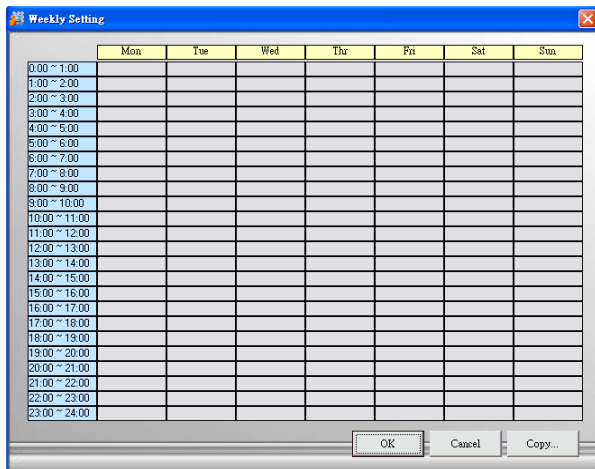 Weekly Setting
Mon Tue Wed Thr Fri Sat Sun
0:00 ~ 1:00
1:00 ~ 2:00
2:00 ~ 3:00
3:00 ~ 4:00
4:00 ~ 5:00
5:00 ~ 6:00
6:00 ~ 7:00
7:00 ~ 8:00
8:00 ~ 9:00
9:00 ~ 10:00
10:00 ~ 11:00
11:00 ~ 12:00
12:00 ~ 13:00
13:00 ~ 14:00
14:00 ~ 15:00
15:00 ~ 16:00
16:00 ~ 17:00
17:00 ~ 18:00
18:00 ~ 19:00
19:00 ~ 20:00
20:00 ~ 21:00
21:00 ~ 22:00
22:00 ~ 23:00
23:00 ~ 24:00
OK Cancel Copy...